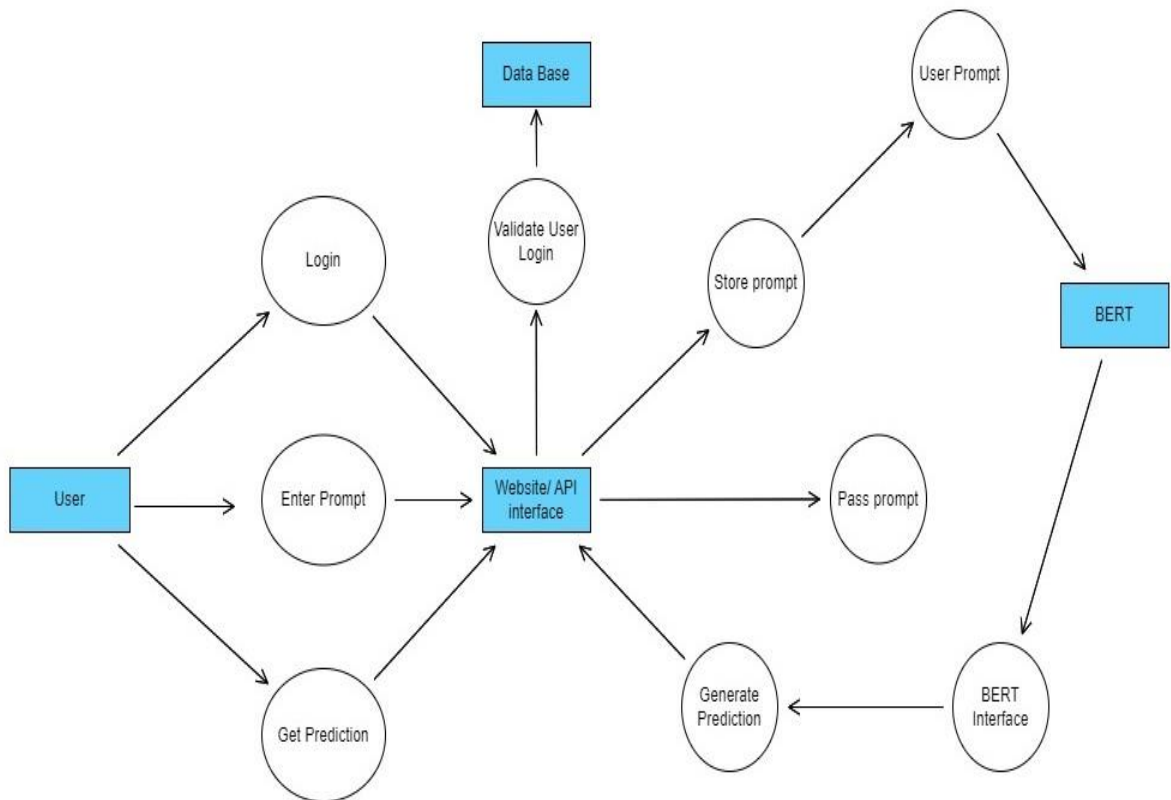 Data Base
User Prompt
Validate User
Login
Login
Store prompt
BERT
User
Enter Prompt
Website/ API
interface
Pass prompt
Get Prediction
Generate
Prediction
BERT
Interface